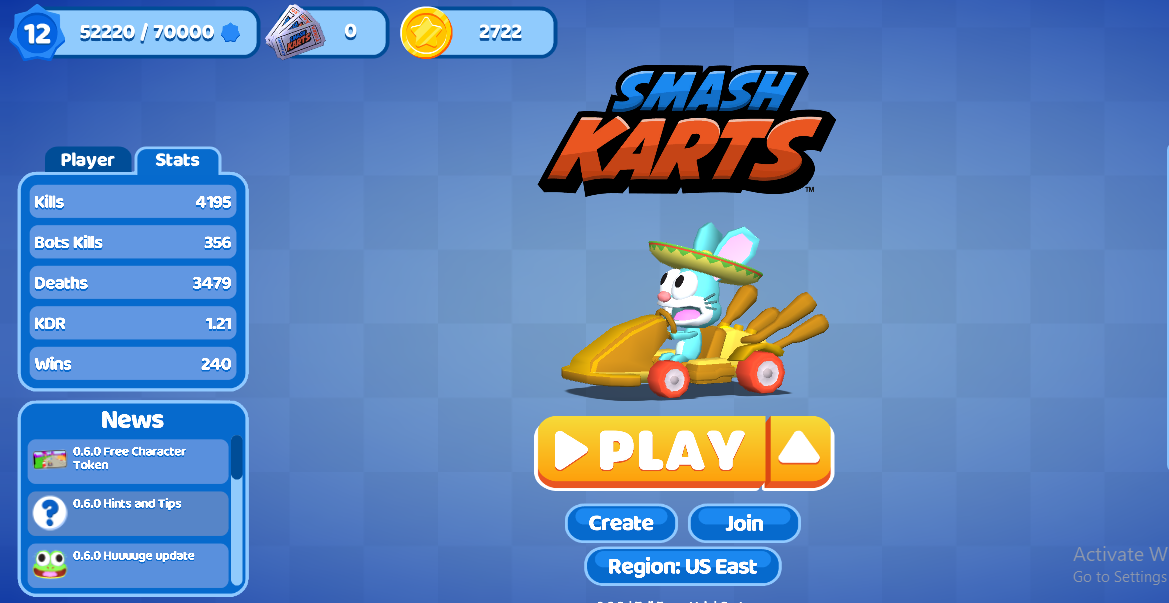 12
52220 / 70000
0
2722
SMASH
KARTS
TM
Player
Stats
Kills 4195
Bots Kills 356
Deaths 3479
KDR 1.21
Wins 240
News
0.6.0 Free Character
Token
0.6.0 Hints and Tips
0.6.0 Huuuuge update
PLAY
Create
Join
Region: US East
Activate W
Go to Settings